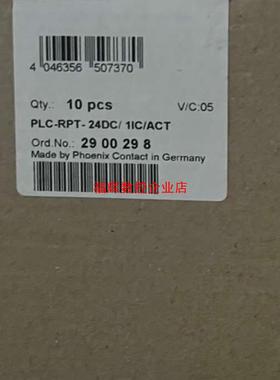 4 046356 507370
Qty.: 10 pcs V/C:05
PLC-RPT- 24DC/ 1IC/ACT
Ord.No.: 29 00 29 8
Made by Phoenix Contact in Germany